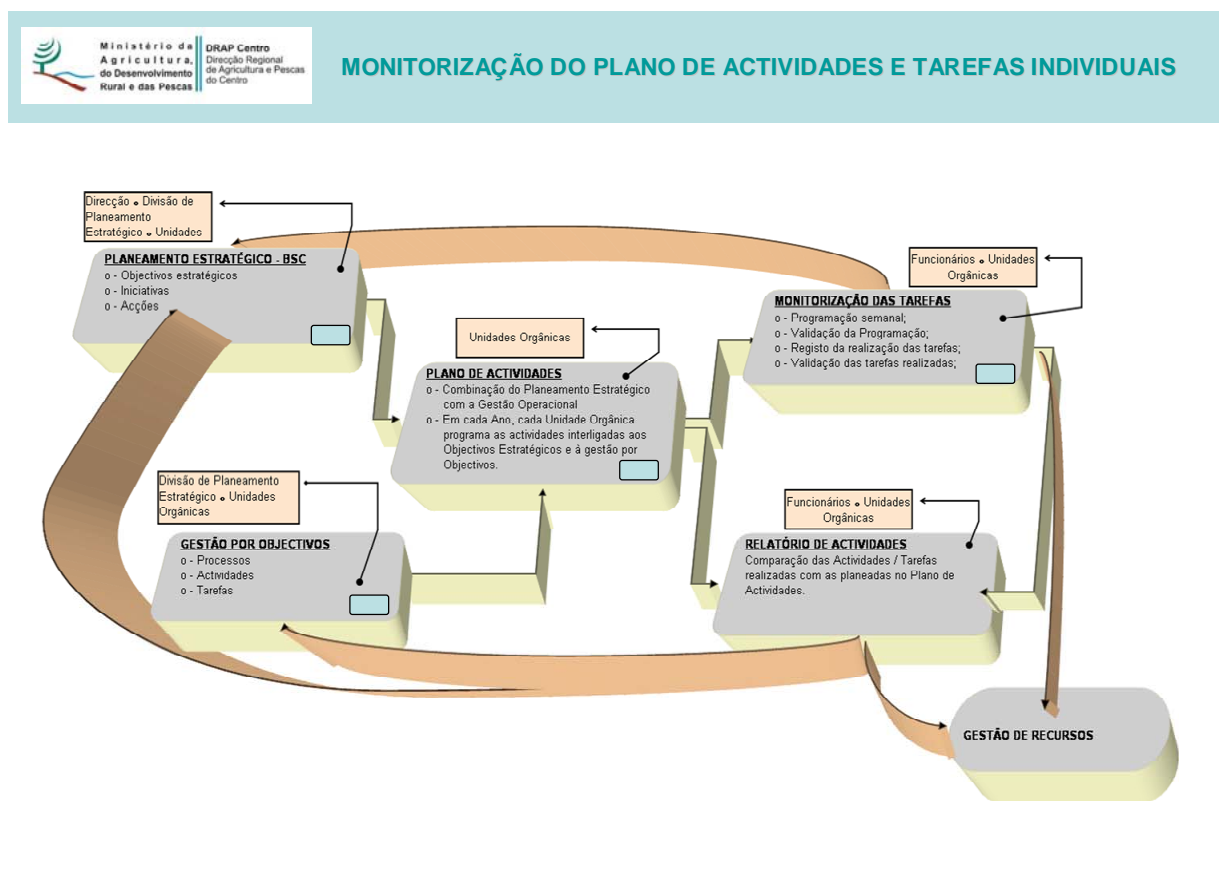 Ministério da
Agricultura,
do Desenvolvimento
Rural e das Pescas
DRAP Centro
Direcção Regional
de Agricultura e Pescas
do Centro
MONITORIZAÇÃO DO PLANO DE ACTIVIDADES E TAREFAS INDIVIDUAIS
Direcção • Divisão de
Planeamento
Estratégico • Unidades
PLANEAMENTO ESTRATÉGICO - BSC
o - Objectivos estratégicos
o - Iniciativas
o - Acções
Funcionários • Unidades
Orgânicas
MONITORIZAÇÃO DAS TAREFAS
o - Programação semanal;
o - Validação da Programação;
o - Registo da realização das tarefas;
o - Validação das tarefas realizadas;
Unidades Orgânicas
PLANO DE ACTIVIDADES
o - Combinação do Planeamento Estratégico
com a Gestão Operacional
o - Em cada Ano, cada Unidade Orgânica
programa as actividades interligadas aos
Objectivos Estratégicos e à gestão por
Objectivos.
Divisão de Planeamento
Estratégico • Unidades
Orgânicas
GESTÃO POR OBJECTIVOS
o - Processos
o - Actividades
o - Tarefas
Funcionários • Unidades
Orgânicas
RELATÓRIO DE ACTIVIDADES
Comparação das Actividades / Tarefas
realizadas com as planeadas no Plano de
Actividades.
GESTÃO DE RECURSOS